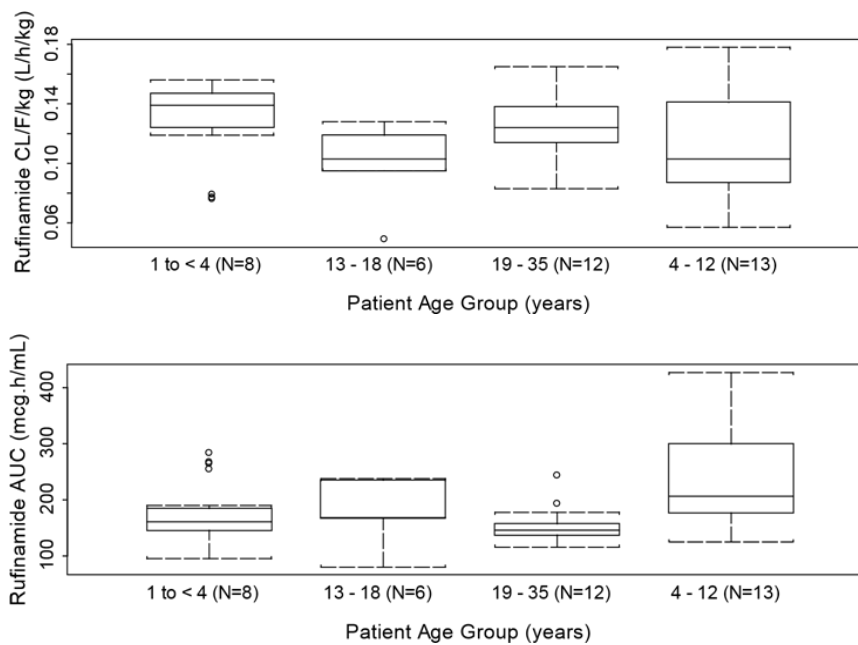 Rufinamide CL/F/kg (L/h/kg)
0.18
0.14
0.10
0.06
1 to < 4 (N=8) 13 - 18 (N=6) 19 - 35 (N=12) 4 - 12 (N=13)
Patient Age Group (years)
Rufinamide AUC (mcg.h/mL)
400
300
200
100
1 to < 4 (N=8) 13 - 18 (N=6) 19 - 35 (N=12) 4 - 12 (N=13)
Patient Age Group (years)